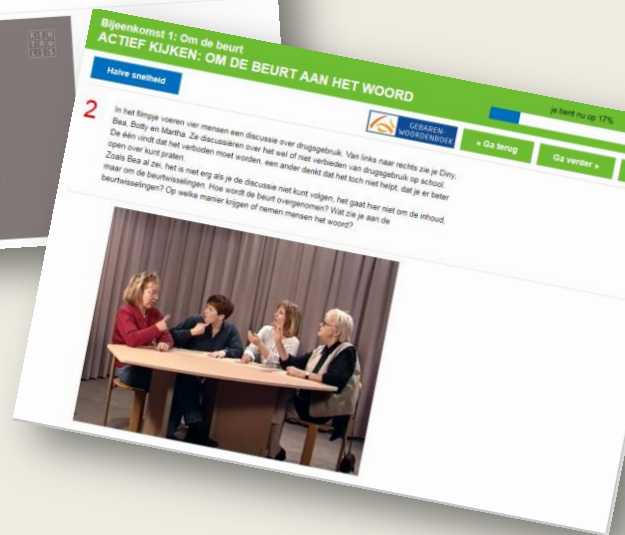 KEN
TRA
LIS
Bijeenkomst 1: Om de beurt
ACTIEF KIJKEN: OM DE BEURT AAN HET WOORD
Halve snelheid
je bent nu op 17%
GEBAREN-
WOORDENBOEK
« Ga terug
Ga verder »
2
In het filmpje voeren vier mensen een discussie over drugsgebruik. Van links naar rechts zie je Diny,
Bea, Botty en Martha. Ze discussiëren over het wel of niet verbieden van drugsgebruik op school.
De één vindt dat het verboden moet worden, een ander denkt dat het toch niet helpt, dat je er beter
open over kunt praten.
Zoals Bea al zei, het is niet erg als je de discussie niet kunt volgen, het gaat hier niet om de inhoud,
maar om de beurtwisselingen. Hoe wordt de beurt overgenomen? Wat zie je aan de
beurtwisselingen? Op welke manier krijgen of nemen mensen het woord?